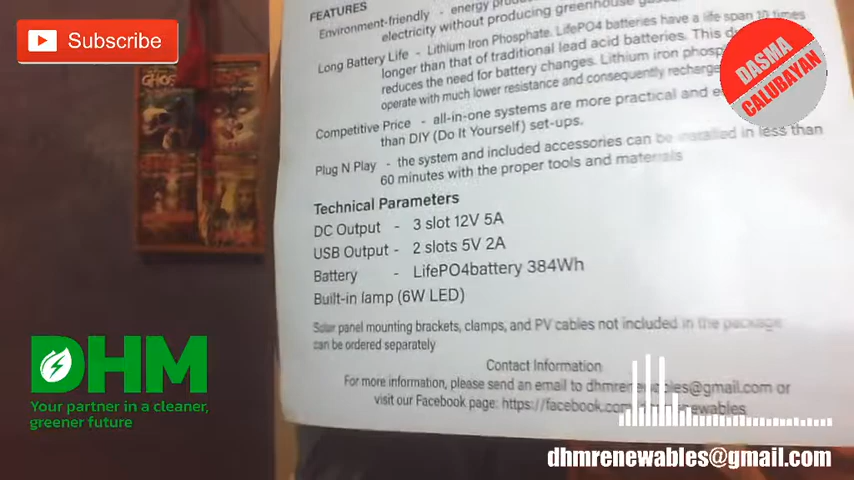 Subscribe
FEATURES
Environment-friendly - energy
electricity without producing greenhouse
Long Battery Life - Lithium Iron Phosphate. LifePO4 batteries have a life span 10 times
longer than that of traditional lead acid batteries. This
reduces the need for battery changes. Lithium iron
operate with much lower resistance and consequently
Competitive Price - all-in-one systems are more practical and
than DIY (Do It Yourself) set-ups.
Plug N Play - the system and included accessories can be installed in less than
60 minutes with the proper tools and materials
Technical Parameters
DC Output - 3 slot 12V 5A
USB Output - 2 slots 5V 2A
Battery - LifePO4battery 384Wh
Built-in lamp (6W LED)
Solar panel mounting brackets, clamps, and PV cables not included in the package
can be ordered separately
Contact Information
For more information, please send an email to dhmrenewables@gmail.com or
visit our Facebook page: https://facebook.com/dhmrenewables
DASMA
CALUBAYAN
DHM
Your partner in a cleaner,
greener future
dhmrenewables@gmail.com